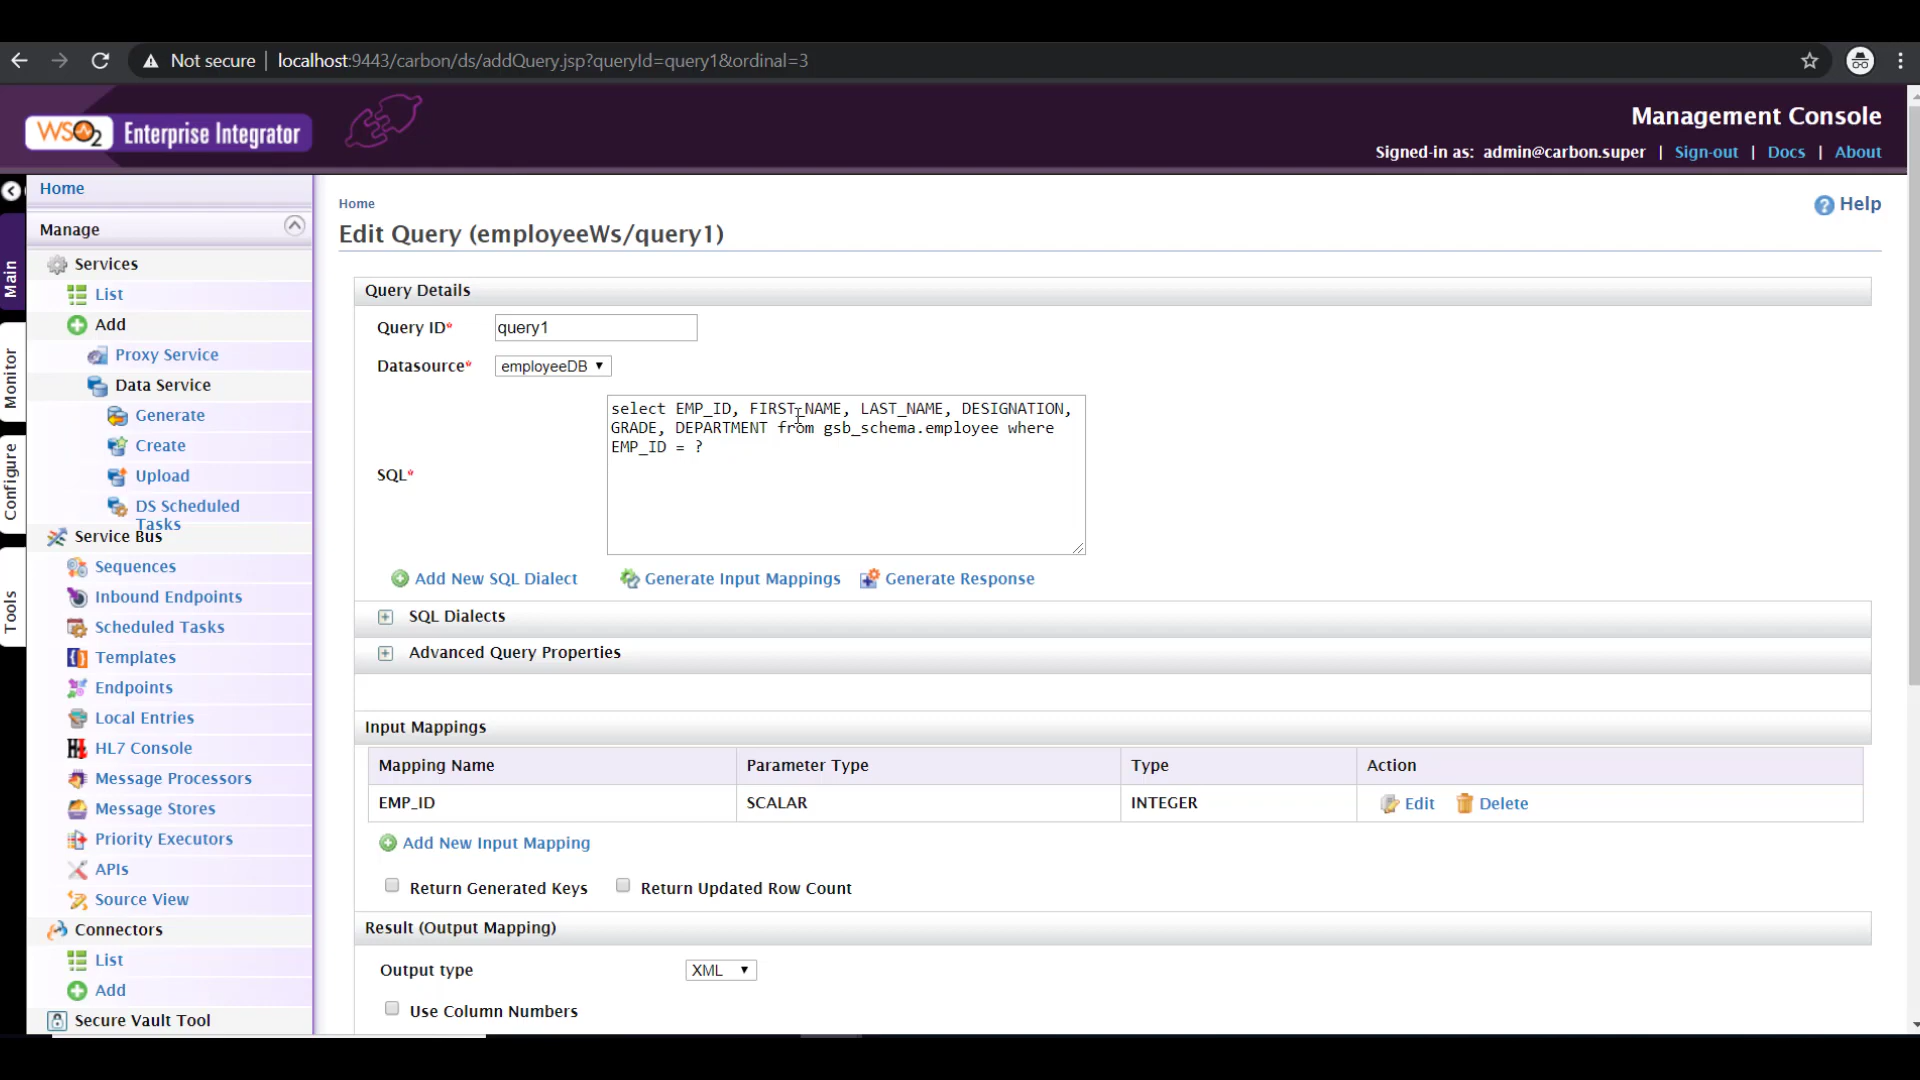 Not secure | localhost:9443/carbon/ds/addQuery.jsp?queryId=query1&ordinal=3
WSO2 Enterprise Integrator
Management Console
Signed-in as: admin@carbon.super | Sign-out | Docs | About
Main
Monitor
Configure
Tools
Home
Manage
Services
List
Add
Proxy Service
Data Service
Generate
Create
Upload
DS Scheduled
Tasks
Service Bus
Sequences
Inbound Endpoints
Scheduled Tasks
Templates
Endpoints
Local Entries
HL7 Console
Message Processors
Message Stores
Priority Executors
APIs
Source View
Connectors
List
Add
Secure Vault Tool
Home
Help
Edit Query (employeeWs/query1)
Query Details
Query ID* query1
Datasource* employeeDB
SQL*
select EMP_ID, FIRST_NAME, LAST_NAME, DESIGNATION,
GRADE, DEPARTMENT from gsb_schema.employee where
EMP_ID = ?
Add New SQL Dialect Generate Input Mappings Generate Response
SQL Dialects
Advanced Query Properties
Input Mappings
Mapping Name Parameter Type Type Action
EMP_ID SCALAR INTEGER Edit Delete
Add New Input Mapping
Return Generated Keys Return Updated Row Count
Result (Output Mapping)
Output type XML
Use Column Numbers